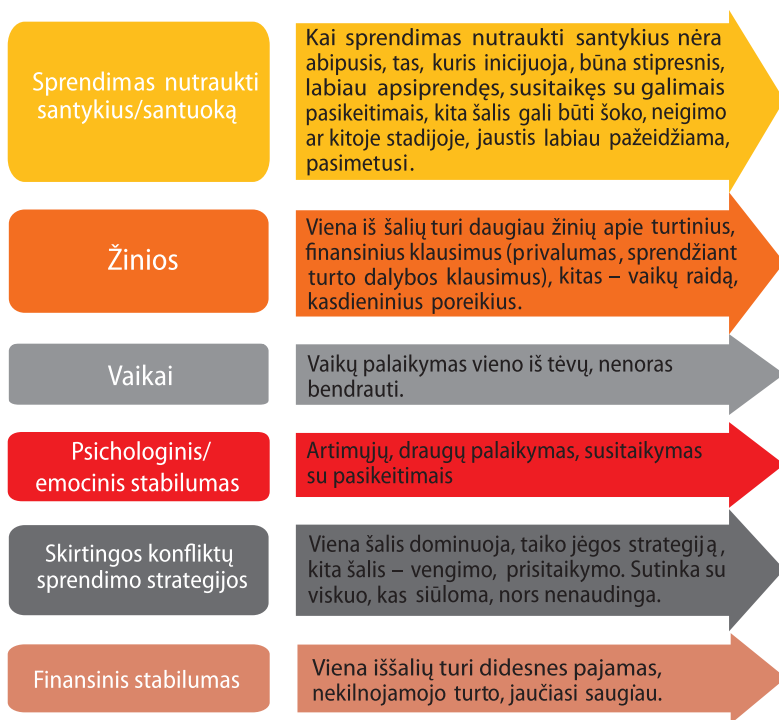 Sprendimas nutraukti
santykius/santuoką
Kai sprendimas nutraukti santykius nėra
abipusis, tas, kuris inicijuoja, būna stipresnis,
labiau apsiprendęs, susitaikęs su galimais
pasikeitimais, kita šalis gali būti šoko, neigimo
ar kitoje stadijoje, jaustis labiau pažeidžiama,
pasimetusi.
Žinios
Viena iš šalių turi daugiau žinių apie turtinius,
finansinius klausimus (privalumas, sprendžiant
turto dalybos klausimus), kitas – vaikų raidą,
kasdieninius poreikius.
Vaikai
Vaikų palaikymas vieno iš tėvų, nenoras
bendrauti.
Psichologinis/
emocinis stabilumas
Artimųjų, draugų palaikymas, susitaikymas
su pasikeitimais
Skirtingos konfliktų
sprendimo strategijos
Viena šalis dominuoja, taiko jėgos strategiją,
kita šalis – vengimo, prisitaikymo. Sutinka su
viskuo, kas siūloma, nors nenaudinga.
Finansinis stabilumas
Viena iššalių turi didesnes pajamas,
nekilnojamojo turto, jaučiasi saugiau.